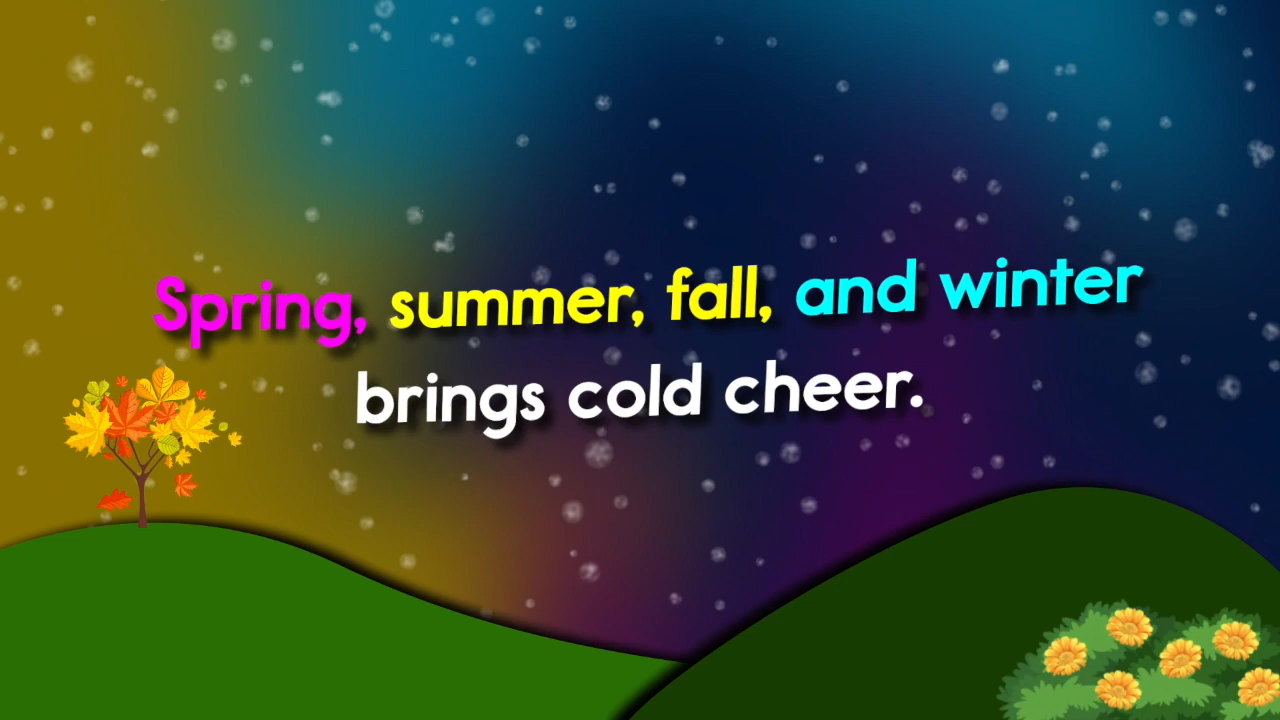 Spring, summer, fall, and winter
brings cold cheer.